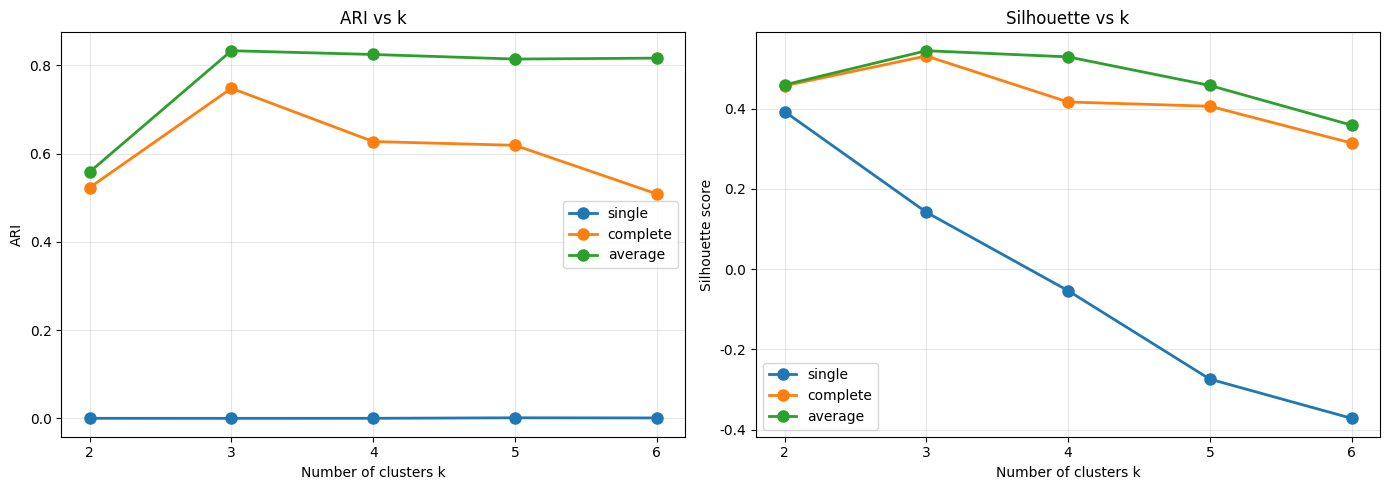 ARI vs k
ARI
0.8
0.6
0.4
0.2
0.0
2 3 4 5 6
Number of clusters k
single
complete
average
Silhouette vs k
Silhouette score
0.4
0.2
0.0
-0.2
-0.4
2 3 4 5 6
Number of clusters k
single
complete
average